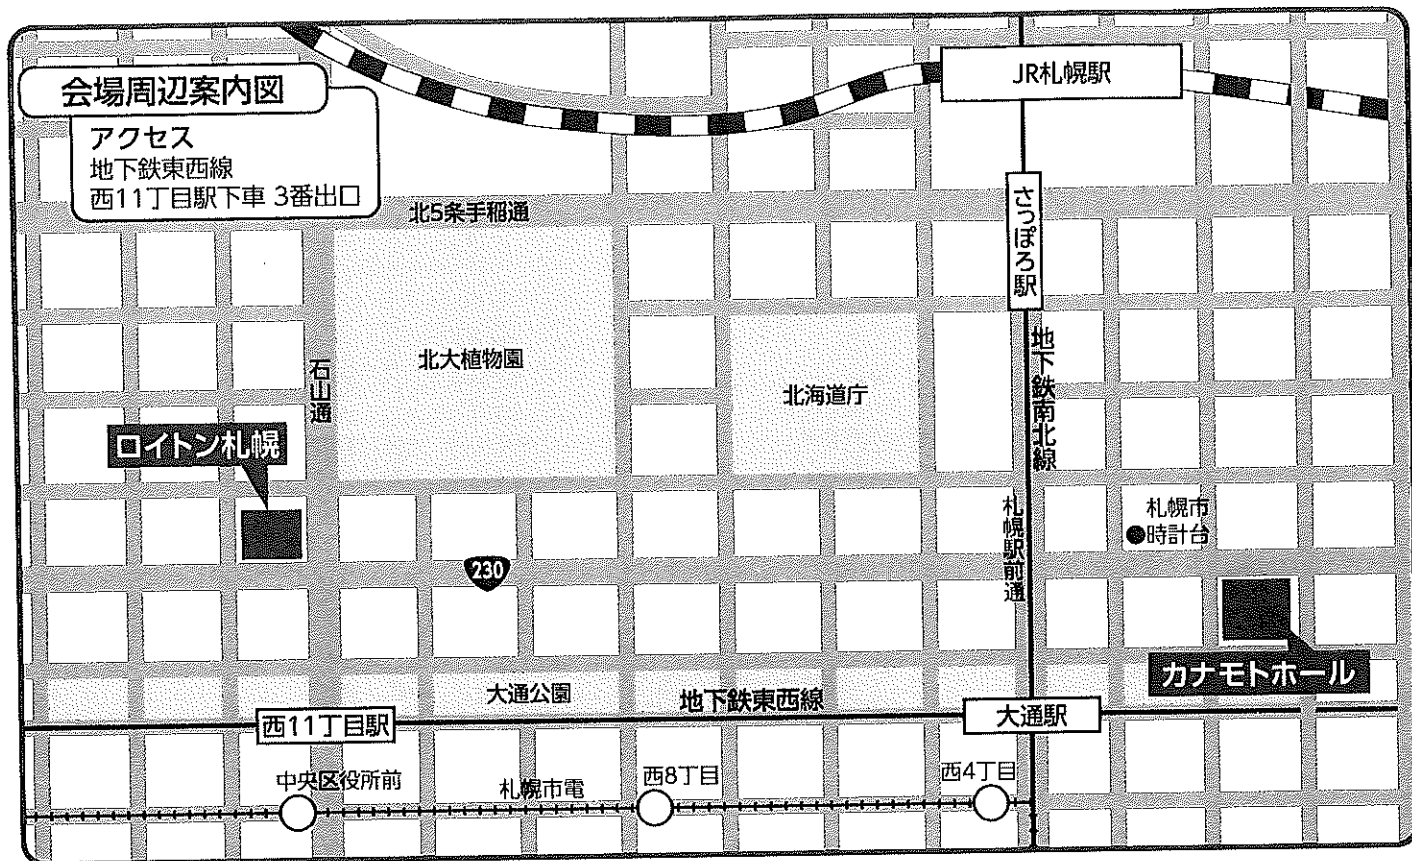 会場周辺案内図
アクセス
地下鉄東西線
西11丁目駅下車 3番出口
JR札幌駅
さっぽろ駅
北5条手稲通
石山通
北大植物園
北海道庁
地下鉄南北線
ロイトン札幌
札幌駅前通
札幌市
時計台
230
カナモトホール
大通公園
地下鉄東西線
西11丁目駅
大通駅
中央区役所前
札幌市電
西8丁目
西4丁目